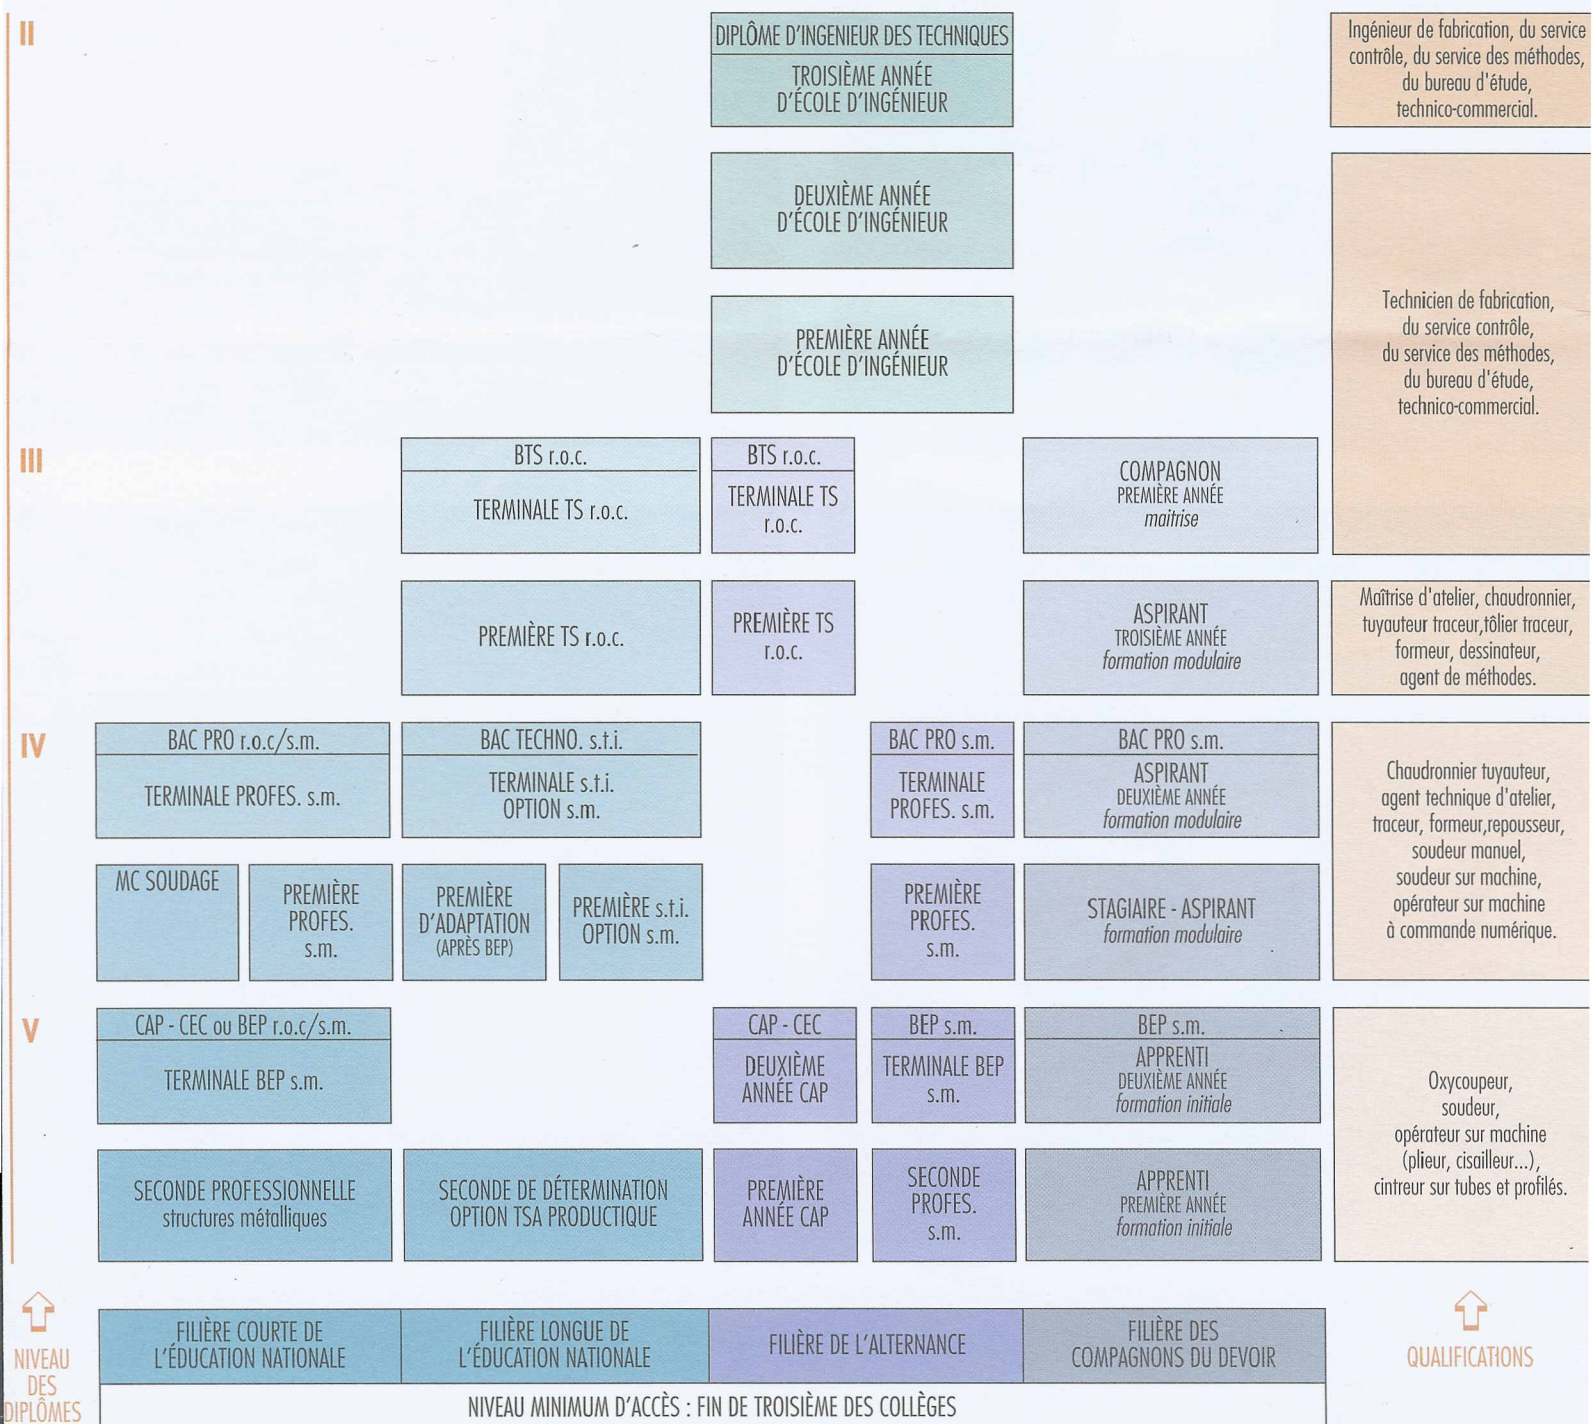 II
DIPLÔME D'INGENIEUR DES TECHNIQUES
TROISIÈME ANNÉE
D'ÉCOLE D'INGÉNIEUR
Ingénieur de fabrication, du service
contrôle, du service des méthodes,
du bureau d'étude,
technico-commercial.
DEUXIÈME ANNÉE
D'ÉCOLE D'INGÉNIEUR
PREMIÈRE ANNÉE
D'ÉCOLE D'INGÉNIEUR
Technicien de fabrication,
du service contrôle,
du service des méthodes,
du bureau d'étude,
technico-commercial.
III
BTS r.o.c.
TERMINALE TS r.o.c.
BTS r.o.c.
TERMINALE TS
r.o.c.
COMPAGNON
PREMIÈRE ANNÉE
maitrise
PREMIÈRE TS r.o.c.
PREMIÈRE TS
r.o.c.
ASPIRANT
TROISIÈME ANNÉE
formation modulaire
Maîtrise d'atelier, chaudronnier,
tuyauteur traceur,tôlier traceur,
formeur, dessinateur,
agent de méthodes.
IV
BAC PRO r.o.c/s.m.
TERMINALE PROFES. s.m.
BAC TECHNO. s.t.i.
TERMINALE s.t.i.
OPTION s.m.
BAC PRO s.m.
TERMINALE
PROFES. s.m.
BAC PRO s.m.
ASPIRANT
DEUXIÈME ANNÉE
formation modulaire
Chaudronnier tuyauteur,
agent technique d'atelier,
traceur, formeur,repousseur,
soudeur manuel,
soudeur sur machine,
opérateur sur machine
à commande numérique.
MC SOUDAGE
PREMIÈRE
PROFES.
s.m.
PREMIÈRE
D'ADAPTATION
(APRÈS BEP)
PREMIÈRE s.t.i.
OPTION s.m.
PREMIÈRE
PROFES.
s.m.
STAGIAIRE - ASPIRANT
formation modulaire
V
CAP - CEC ou BEP r.o.c/s.m.
TERMINALE BEP s.m.
CAP - CEC
DEUXIÈME
ANNÉE CAP
BEP s.m.
TERMINALE BEP
s.m.
BEP s.m.
APPRENTI
DEUXIÈME ANNÉE
formation initiale
Oxycoupeur,
soudeur,
opérateur sur machine
(plieur, cisailleur...),
cintreur sur tubes et profilés.
SECONDE PROFESSIONNELLE
structures métalliques
SECONDE DE DÉTERMINATION
OPTION TSA PRODUCTIQUE
PREMIÈRE
ANNÉE CAP
SECONDE
PROFES.
s.m.
APPRENTI
PREMIÈRE ANNÉE
formation initiale
NIVEAU
DES
DIPLÔMES
FILIÈRE COURTE DE
L'ÉDUCATION NATIONALE
FILIÈRE LONGUE DE
L'ÉDUCATION NATIONALE
FILIÈRE DE L'ALTERNANCE
FILIÈRE DES
COMPAGNONS DU DEVOIR
QUALIFICATIONS
NIVEAU MINIMUM D'ACCÈS : FIN DE TROISIÈME DES COLLÈGES